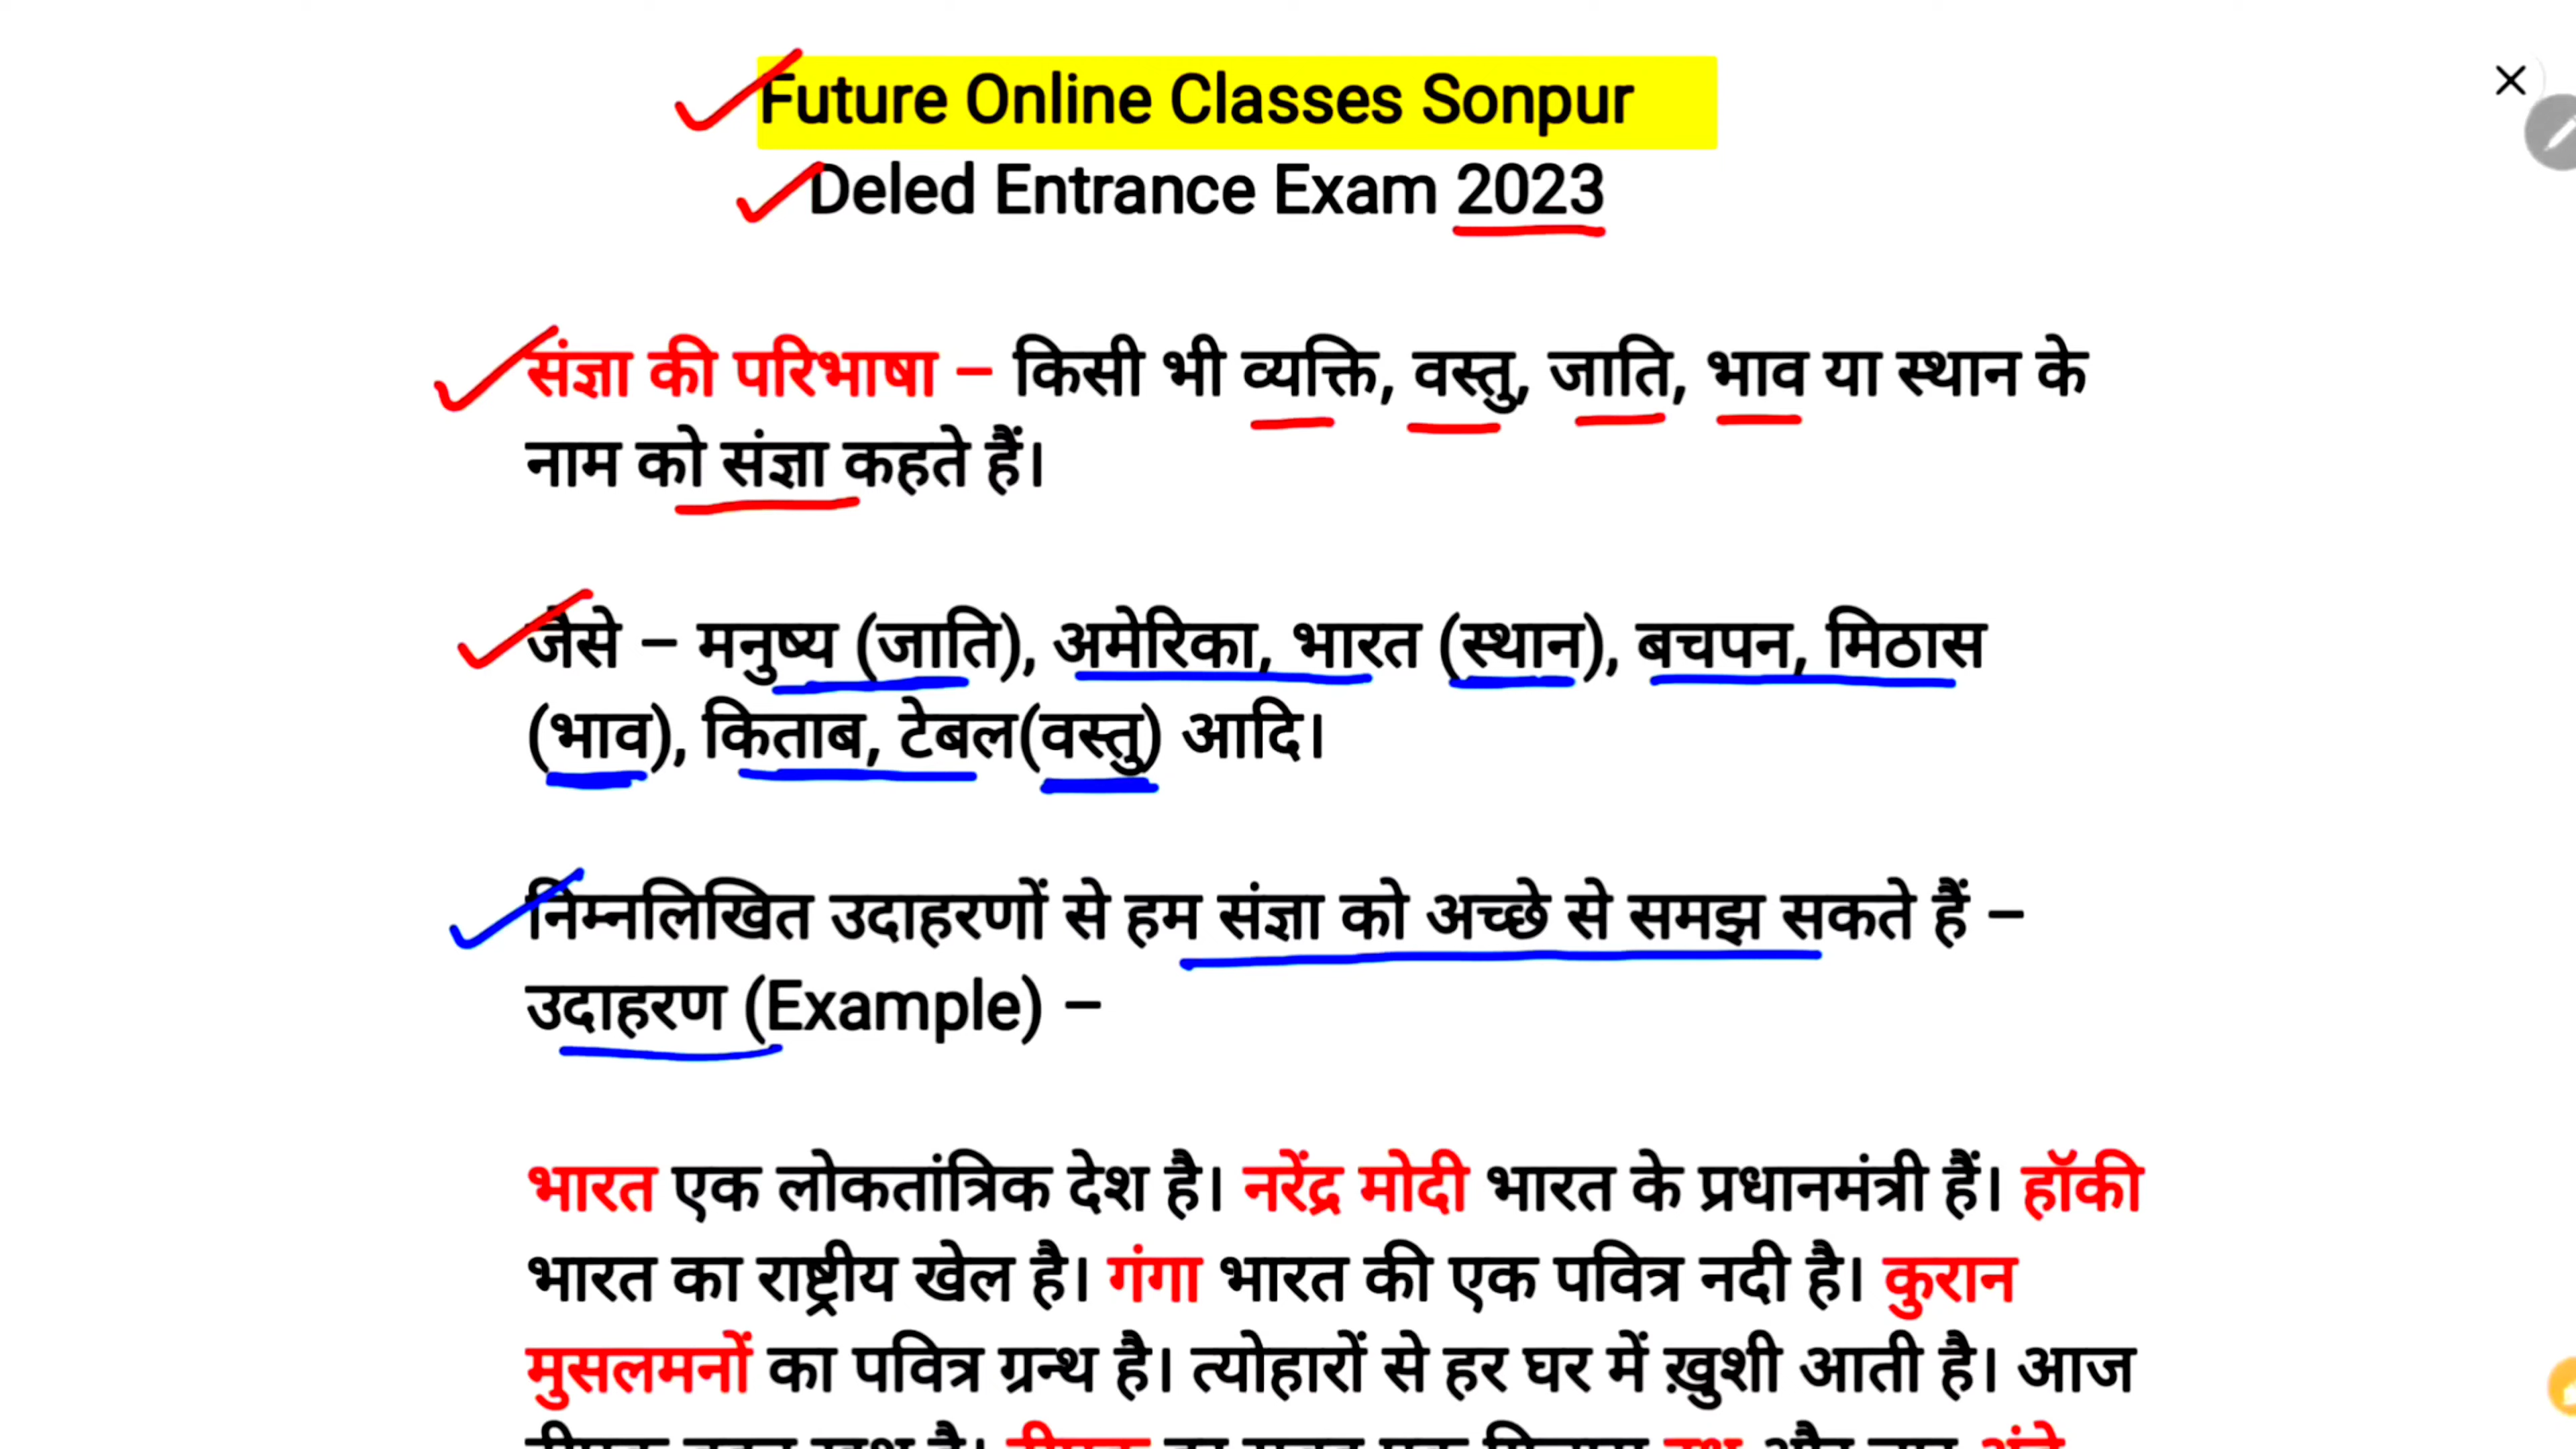 Future Online Classes Sonpur
Deled Entrance Exam 2023
संज्ञा की परिभाषा – किसी भी व्यक्ति, वस्तु, जाति, भाव या स्थान के
नाम को संज्ञा कहते हैं।
जैसे – मनुष्य (जाति), अमेरिका, भारत (स्थान), बचपन, मिठास
(भाव), किताब, टेबल(वस्तु) आदि।
निम्नलिखित उदाहरणों से हम संज्ञा को अच्छे से समझ सकते हैं –
उदाहरण (Example) –
भारत एक लोकतांत्रिक देश है। नरेंद्र मोदी भारत के प्रधानमंत्री हैं। हॉकी
भारत का राष्ट्रीय खेल है। गंगा भारत की एक पवित्र नदी है। कुरान
मुसलमनों का पवित्र ग्रन्थ है। त्योहारों से हर घर में ख़ुशी आती है। आज